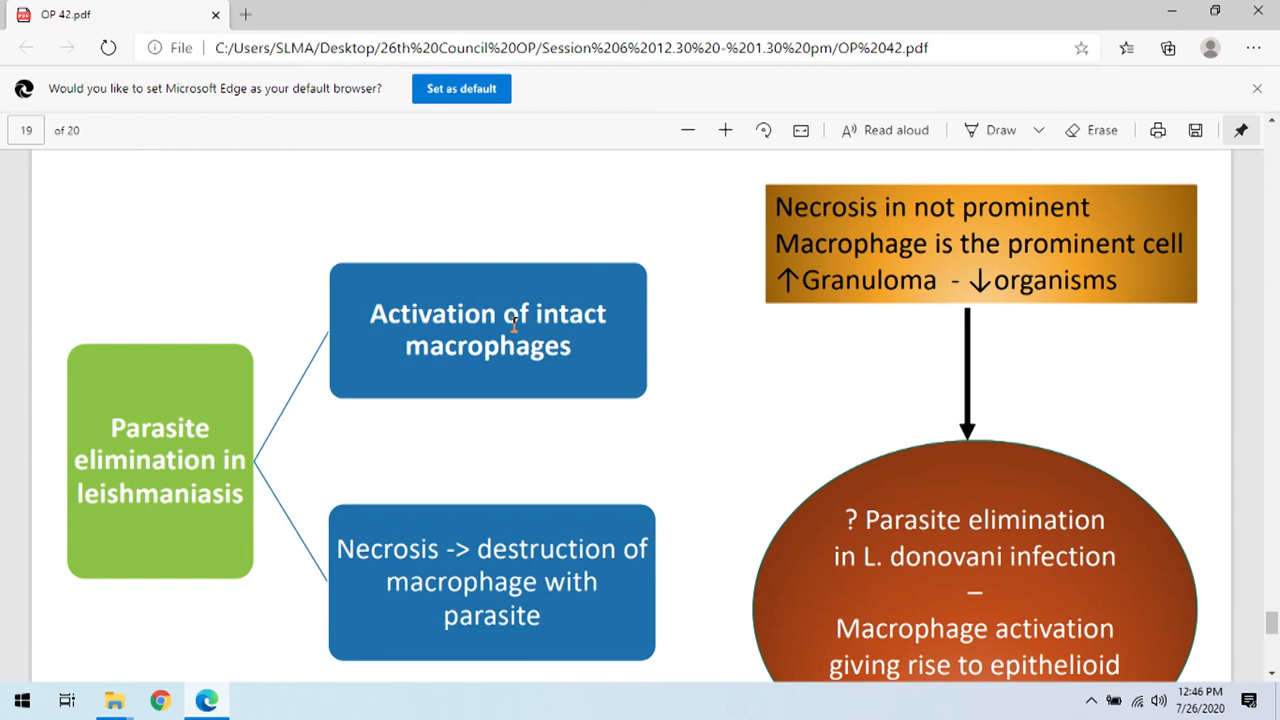 OP 42.pdf
File
C:/Users/SLMA/Desktop/26th%20Council%20OP/Session%206%2012.30%20-%201.30%20pm/OP%2042.pdf
Would you like to set Microsoft Edge as your default browser?
Set as default
19 of 20
Read aloud
Draw
Erase
Parasite
elimination in
leishmaniasis
Activation of intact
macrophages
Necrosis -> destruction of
macrophage with
parasite
Necrosis in not prominent
Macrophage is the prominent cell
↑Granuloma - ↓organisms
? Parasite elimination
in L. donovani infection
–
Macrophage activation
giving rise to epithelioid
12:46 PM
7/26/2020